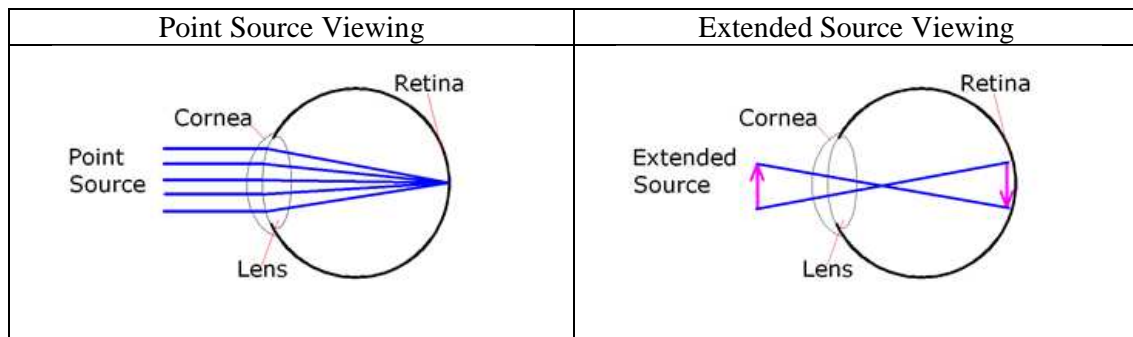 Point Source Viewing
Extended Source Viewing
Retina
Cornea
Point
Source
Lens
Retina
Cornea
Extended
Source
Lens